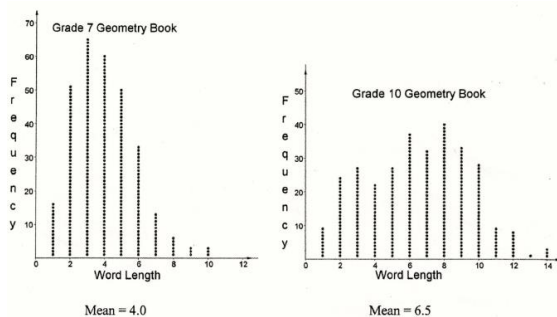 Grade 7 Geometry Book
Frequency
70
60
50
40
30
20
10
0 2 4 6 8 10 12
Word Length
Mean = 4.0
Grade 10 Geometry Book
Frequency
50
40
30
20
10
0 2 4 6 8 10 12 14
Word Length
Mean = 6.5